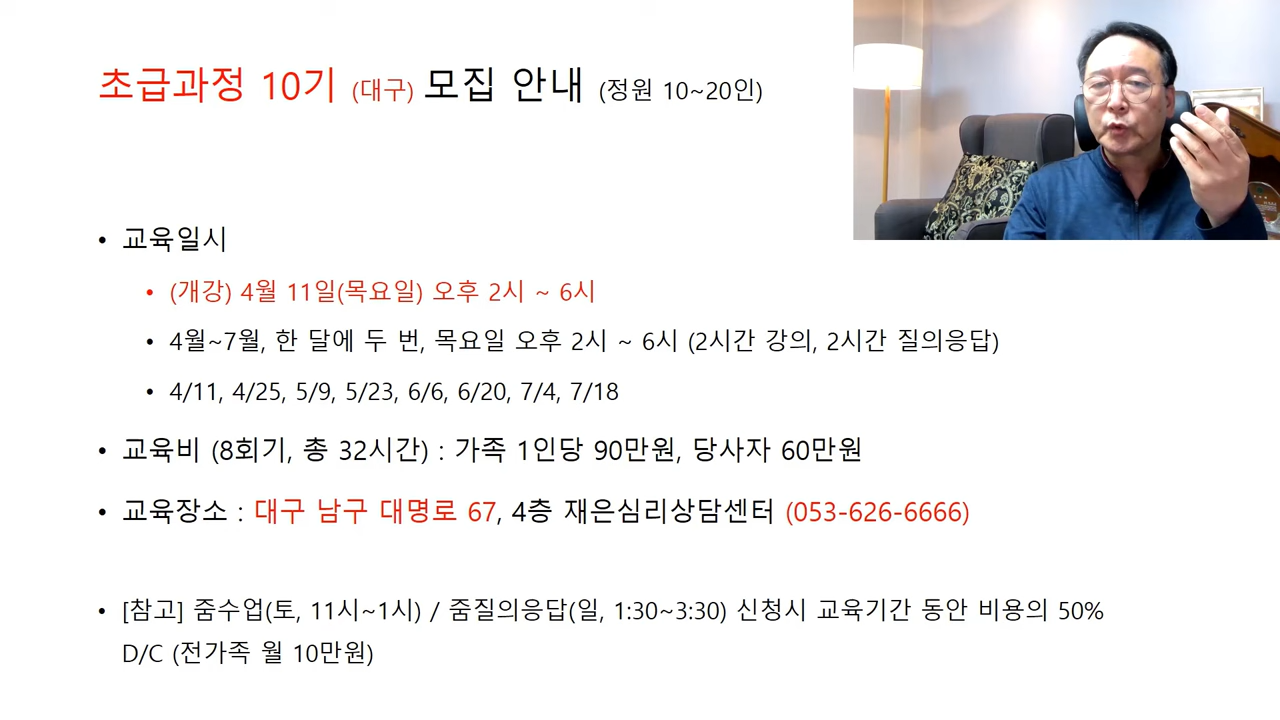 초급과정 10기 (대구) 모집 안내 (정원 10~20인)
• 교육일시
• (개강) 4월 11일(목요일) 오후 2시 ~ 6시
• 4월~7월, 한 달에 두 번, 목요일 오후 2시 ~ 6시 (2시간 강의, 2시간 질의응답)
• 4/11, 4/25, 5/9, 5/23, 6/6, 6/20, 7/4, 7/18
• 교육비 (8회기, 총 32시간) : 가족 1인당 90만원, 당사자 60만원
• 교육장소 : 대구 남구 대명로 67, 4층 재은심리상담센터 (053-626-6666)
• [참고] 줌수업(토, 11시~1시) / 줌질의응답(일, 1:30~3:30) 신청시 교육기간 동안 비용의 50%
D/C (전가족 월 10만원)